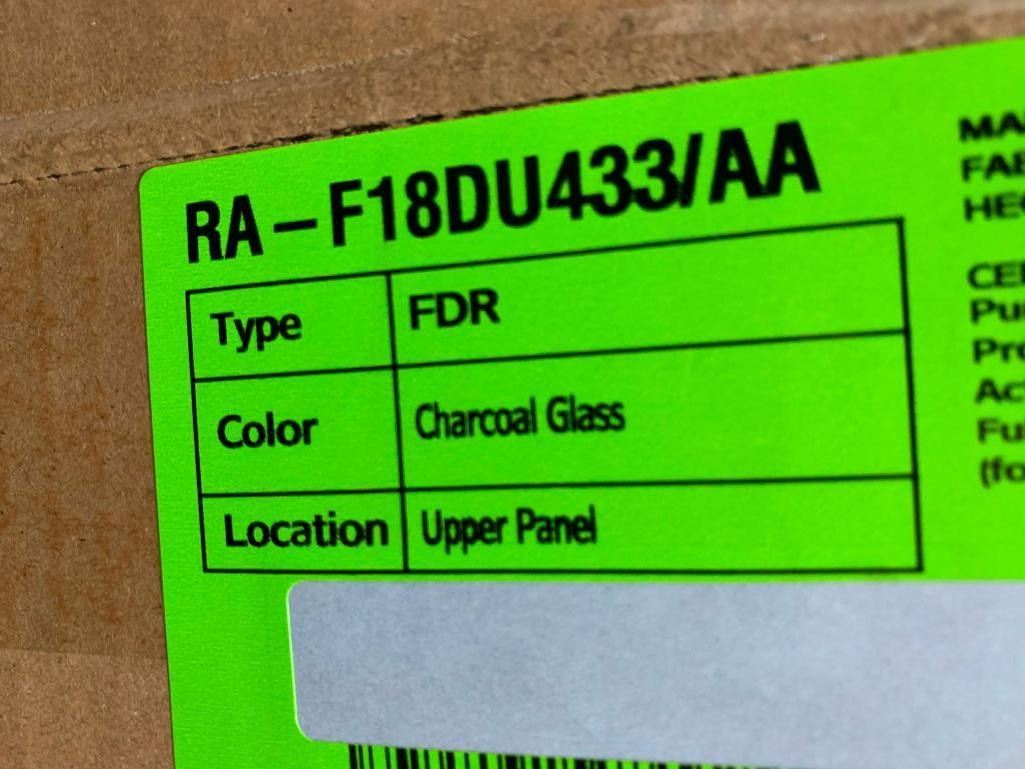 RA-F18DU433/AA
Type FDR
Color Charcoal Glass
Location Upper Panel